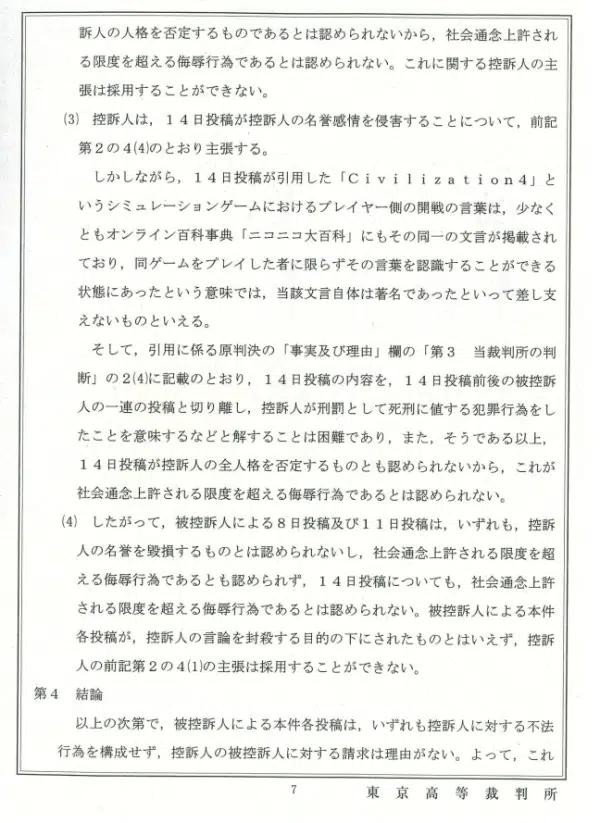 訴人の人格を否定するものであるとは認められないから，社会通念上許され
る限度を超える侮辱行為であるとは認められない。これに関する控訴人の主
張は採用することができない。
(3) 控訴人は，１４日投稿が控訴人の名誉感情を侵害することについて，前記
第２の４(4)のとおり主張する。
しかしながら，１４日投稿が引用した「Ｃｉｖｉｌｉｚａｔｉｏｎ４」と
いうシミュレーションゲームにおけるプレイヤー側の開戦の言葉は，少なく
ともオンライン百科事典「ニコニコ大百科」にもその同一の文言が掲載され
ており，同ゲームをプレイした者に限らずその言葉を認識することができる
状態にあったという意味では，当該文言自体は著名であったといって差し支
えないものといえる。
そして，引用に係る原判決の「事実及び理由」欄の「第３　当裁判所の判
断」の２(4)に記載のとおり，１４日投稿の内容を，１４日投稿前後の被控訴
人の一連の投稿と切り離し，控訴人が刑罰として死刑に値する犯罪行為をし
たことを意味するなどと解することは困難であり，また，そうである以上，
１４日投稿が控訴人の全人格を否定するものとも認められないから，これが
社会通念上許される限度を超える侮辱行為であるとは認められない。
(4) したがって，被控訴人による８日投稿及び１１日投稿は，いずれも，控訴
人の名誉を毀損するものとは認められないし，社会通念上許される限度を超
える侮辱行為であるとも認められず，１４日投稿についても，社会通念上許
される限度を超える侮辱行為であるとは認められない。被控訴人による本件
各投稿が，控訴人の言論を封殺する目的の下にされたものとはいえず，控訴
人の前記第２の４(1)の主張は採用することができない。
第４　結論
以上の次第で，被控訴人による本件各投稿は，いずれも控訴人に対する不法
行為を構成せず，控訴人の被控訴人に対する請求は理由がない。よって，これ
7
東京高等裁判所